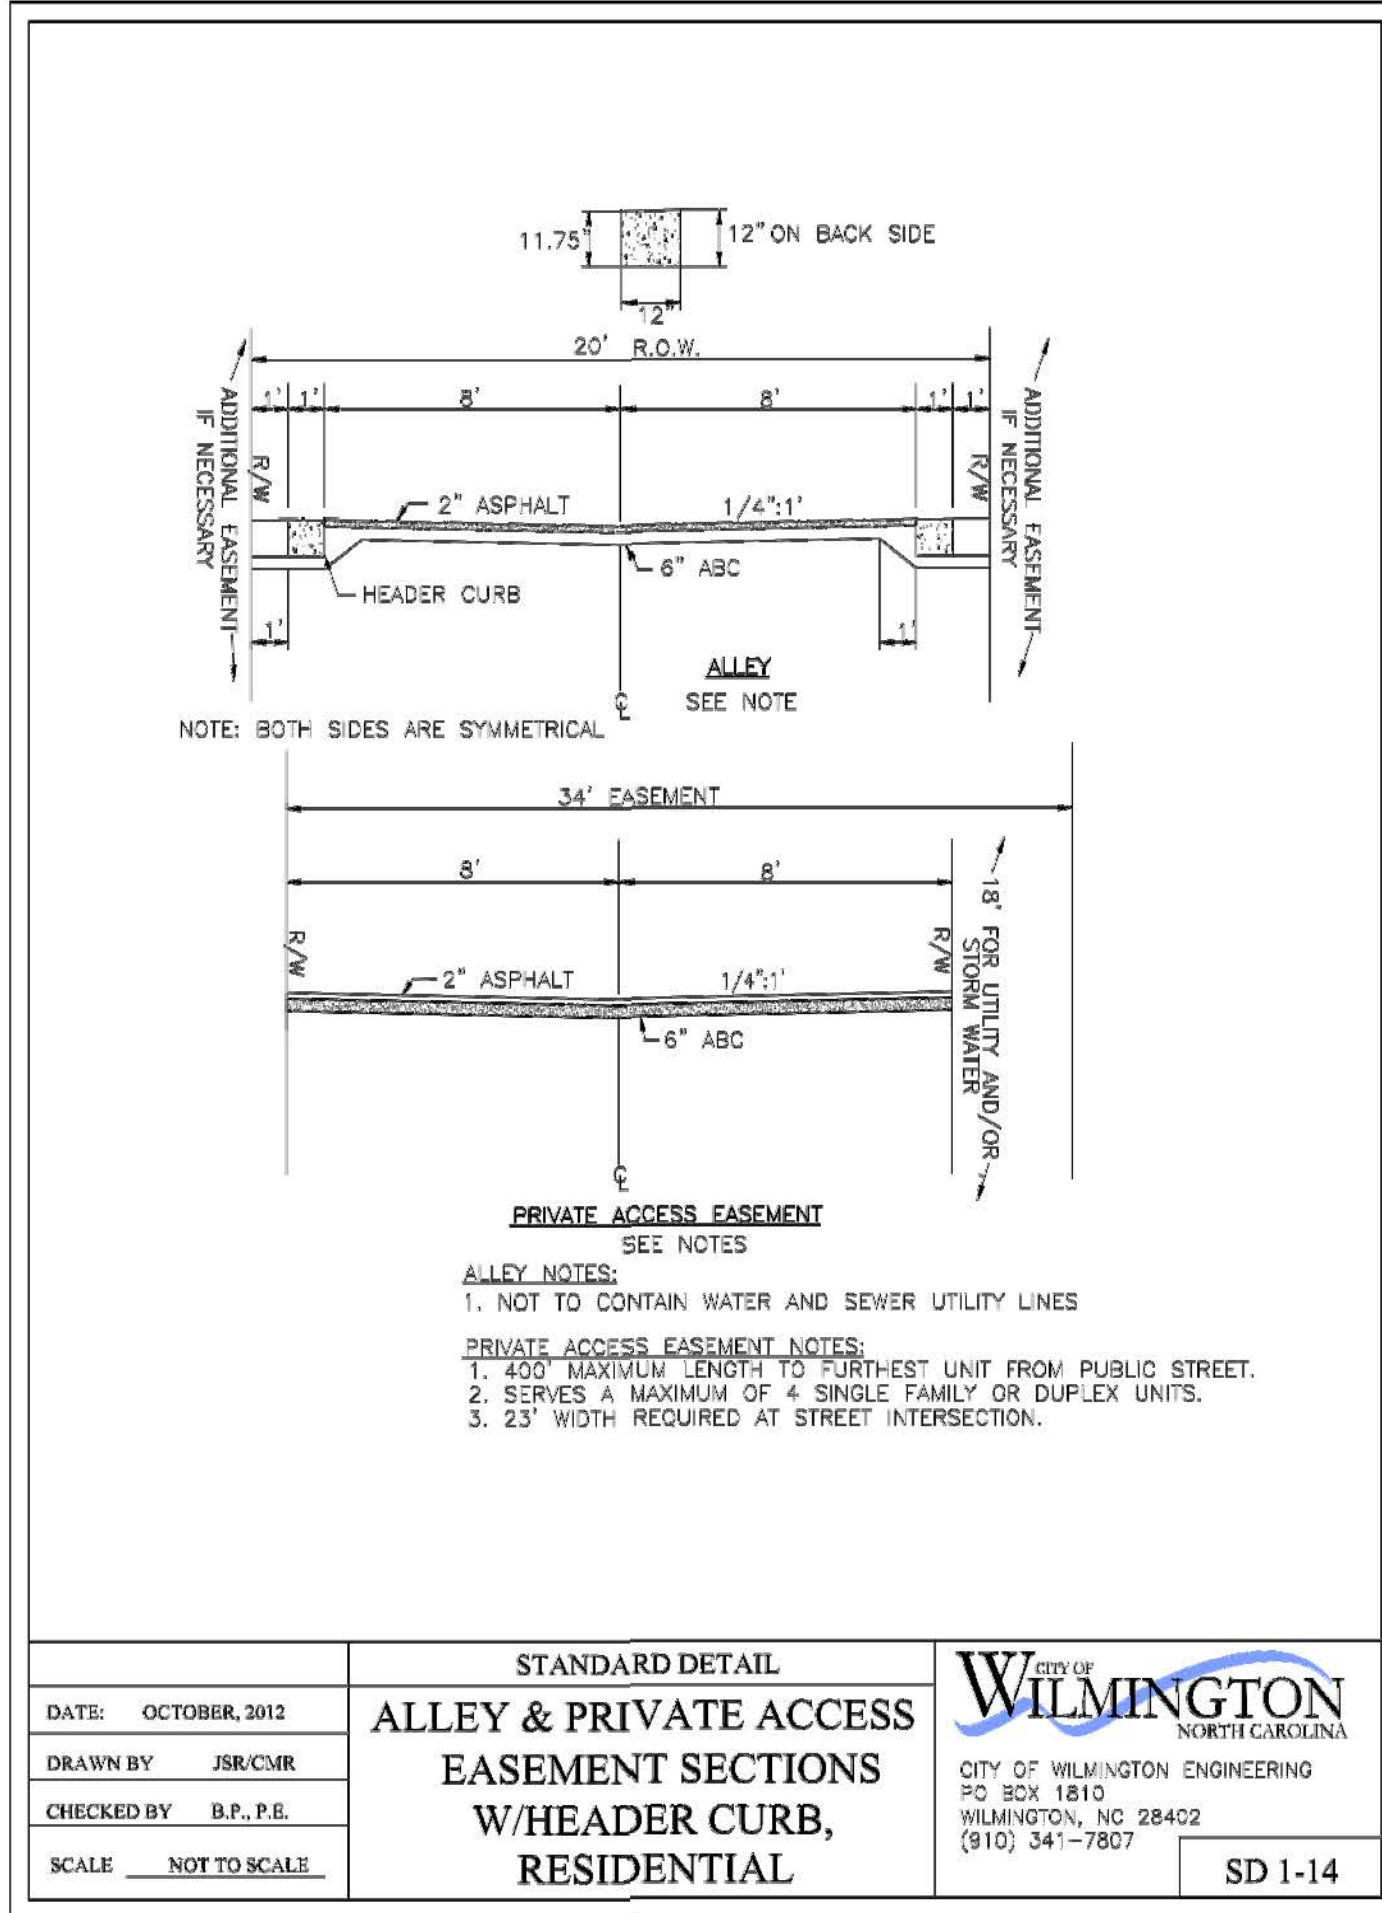 11.75"
12" ON BACK SIDE
12"
20' R.O.W.
1'
1'
8'
8'
1'
1'
ADDITIONAL EASEMENT
IF NECESSARY
R/W
R/W
ADDITIONAL EASEMENT
IF NECESSARY
2" ASPHALT
1/4":1'
6" ABC
HEADER CURB
1'
1'
ALLEY
SEE NOTE
CL
NOTE: BOTH SIDES ARE SYMMETRICAL
34' EASEMENT
8'
8'
R/W
R/W
18' FOR UTILITY AND/OR
STORM WATER
2" ASPHALT
1/4":1'
6" ABC
CL
PRIVATE ACCESS EASEMENT
SEE NOTES
ALLEY NOTES:
1. NOT TO CONTAIN WATER AND SEWER UTILITY LINES
PRIVATE ACCESS EASEMENT NOTES:
1. 400' MAXIMUM LENGTH TO FURTHEST UNIT FROM PUBLIC STREET.
2. SERVES A MAXIMUM OF 4 SINGLE FAMILY OR DUPLEX UNITS.
3. 23' WIDTH REQUIRED AT STREET INTERSECTION.
DATE: OCTOBER, 2012
DRAWN BY JSR/CMR
CHECKED BY B.P., P.E.
SCALE NOT TO SCALE
STANDARD DETAIL
ALLEY & PRIVATE ACCESS
EASEMENT SECTIONS
W/HEADER CURB,
RESIDENTIAL
CITY OF
WILMINGTON
NORTH CAROLINA
CITY OF WILMINGTON ENGINEERING
PO BOX 1810
WILMINGTON, NC 28402
(910) 341-7807
SD 1-14